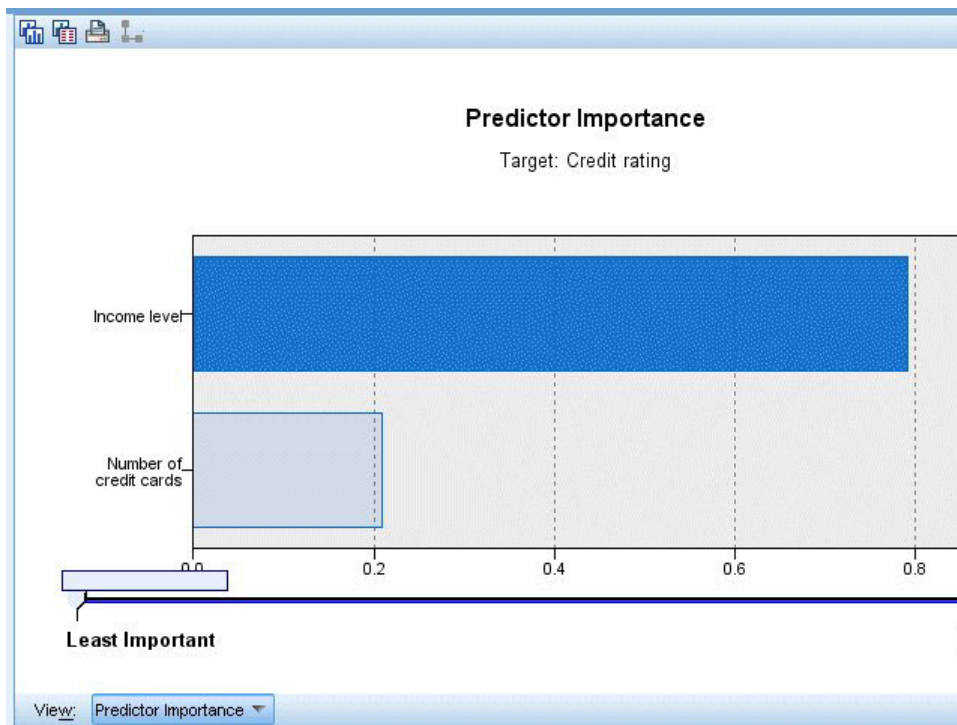 Predictor Importance
Target: Credit rating
Income level
Number of
credit cards
0.0
0.2
0.4
0.6
0.8
Least Important
View:
Predictor Importance